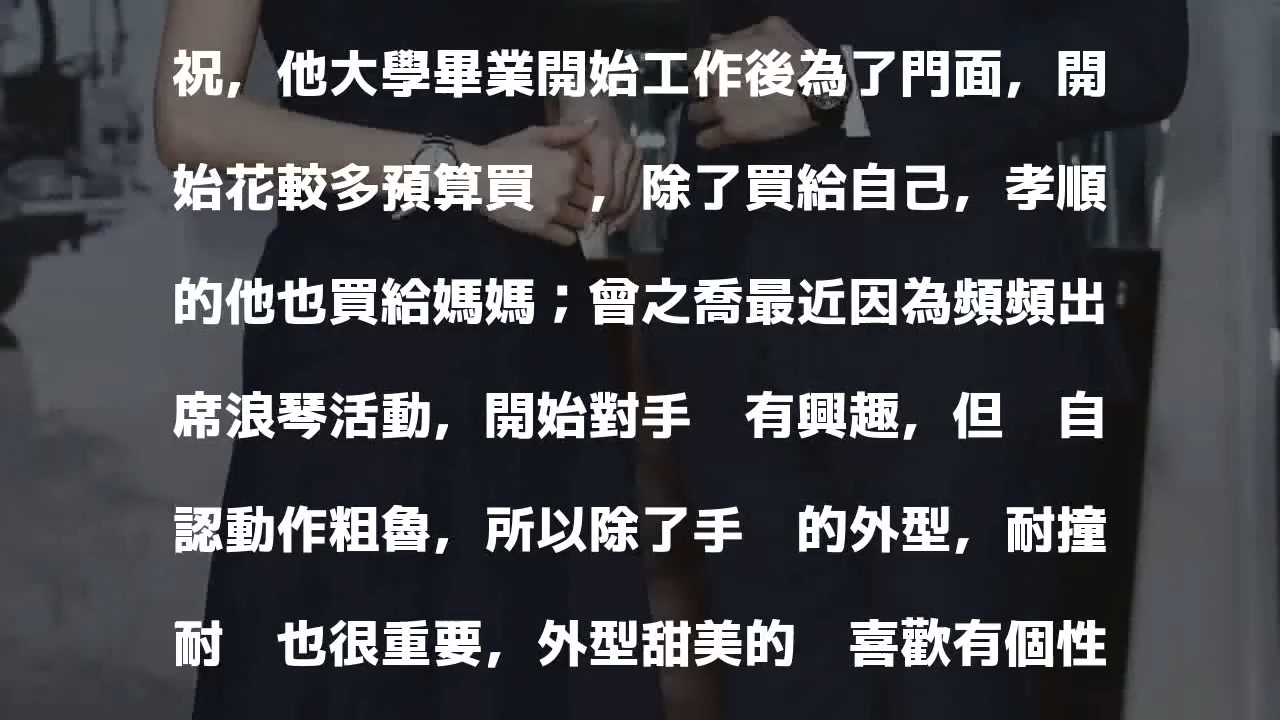 祝，他大學畢業開始工作後為了門面，開
始花較多預算買　，除了買給自己，孝順
的他也買給媽媽；曾之喬最近因為頻頻出
席浪琴活動，開始對手　有興趣，但　自
認動作粗魯，所以除了手　的外型，耐撞
耐　也很重要，外型甜美的　喜歡有個性